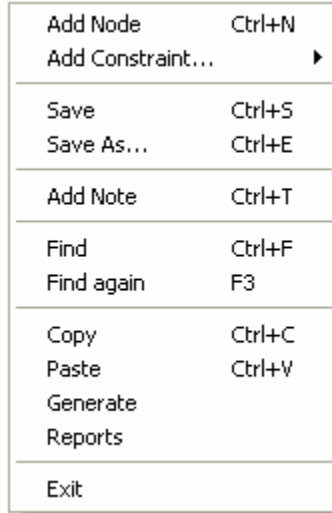 Add Node Ctrl+N
Add Constraint...
Save Ctrl+S
Save As... Ctrl+E
Add Note Ctrl+T
Find Ctrl+F
Find again F3
Copy Ctrl+C
Paste Ctrl+V
Generate
Reports
Exit